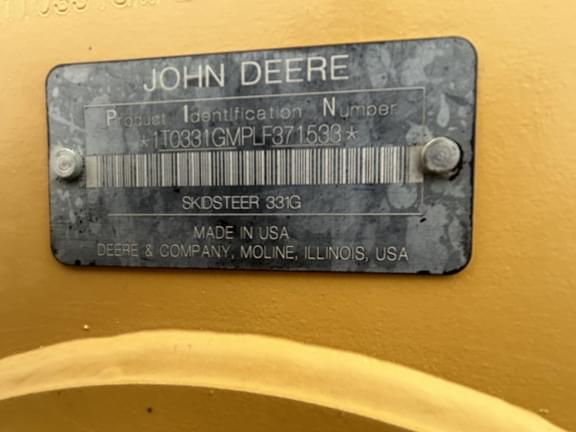 JOHN DEERE
Product Identification Number
*1T0331GMPLF371533*
SKIDSTEER 331G
MADE IN USA
DEERE & COMPANY, MOLINE, ILLINOIS, USA